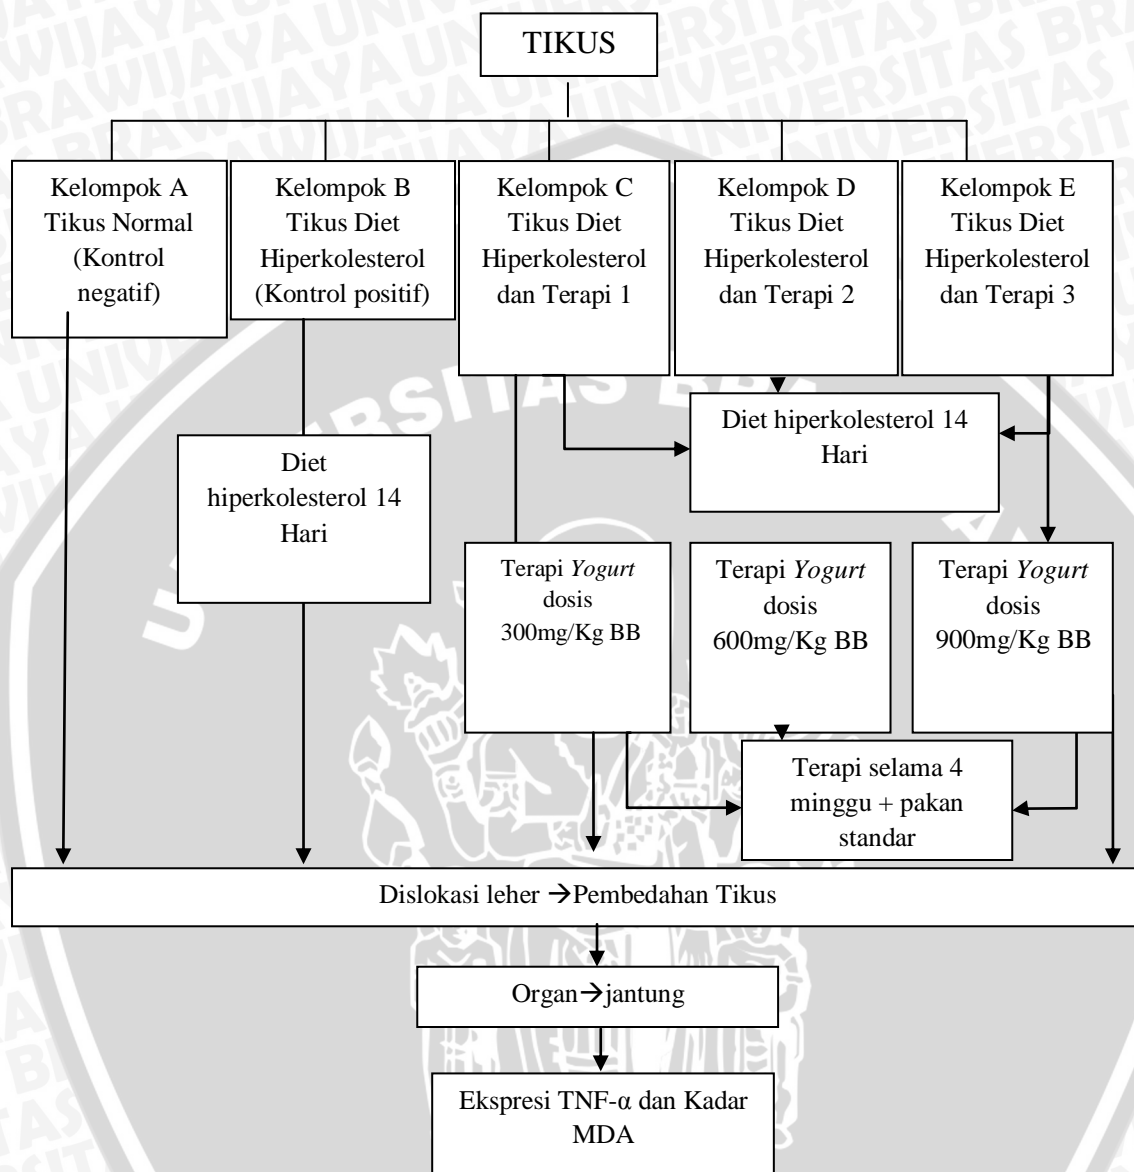 TIKUS
Kelompok A
Tikus Normal
(Kontrol
negatif)
Kelompok B
Tikus Diet
Hiperkolesterol
(Kontrol positif)
Kelompok C
Tikus Diet
Hiperkolesterol
dan Terapi 1
Kelompok D
Tikus Diet
Hiperkolesterol
dan Terapi 2
Kelompok E
Tikus Diet
Hiperkolesterol
dan Terapi 3
Diet hiperkolesterol 14
Hari
Diet
hiperkolesterol 14
Hari
Terapi Yogurt
dosis
300mg/Kg BB
Terapi Yogurt
dosis
600mg/Kg BB
Terapi Yogurt
dosis
900mg/Kg BB
Terapi selama 4
minggu + pakan
standar
Dislokasi leher →Pembedahan Tikus
Organ→jantung
Ekspresi TNF-α dan Kadar
MDA